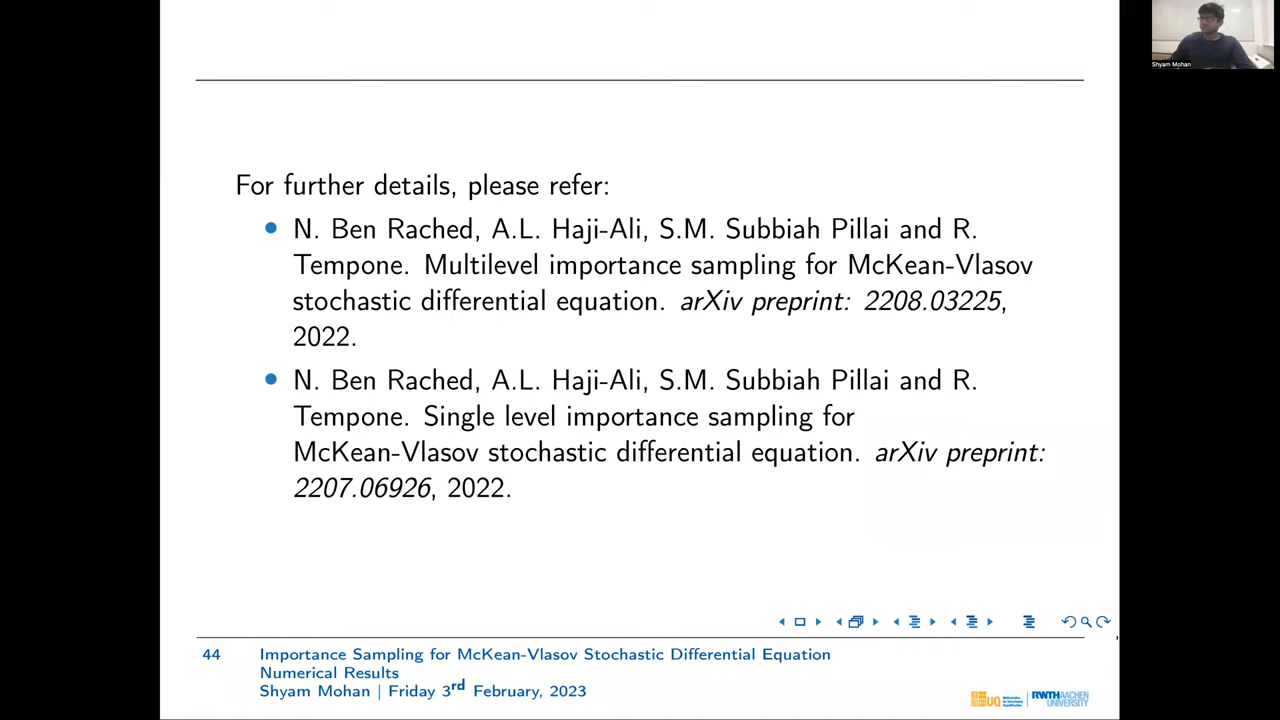 Shyam Mohan
For further details, please refer:
• N. Ben Rached, A.L. Haji-Ali, S.M. Subbiah Pillai and R.
Tempone. Multilevel importance sampling for McKean-Vlasov
stochastic differential equation. arXiv preprint: 2208.03225,
2022.
• N. Ben Rached, A.L. Haji-Ali, S.M. Subbiah Pillai and R.
Tempone. Single level importance sampling for
McKean-Vlasov stochastic differential equation. arXiv preprint:
2207.06926, 2022.
44 Importance Sampling for McKean-Vlasov Stochastic Differential Equation
Numerical Results
Shyam Mohan | Friday 3rd February, 2023
UQ
RWTHAACHEN
UNIVERSITY